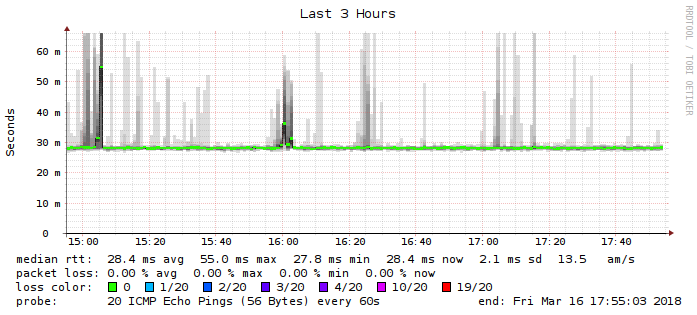 Last 3 Hours
RRDTOOL / TOBI OETIKER
Seconds
60 m
50 m
40 m
30 m
20 m
10 m
0
15:00 15:20 15:40 16:00 16:20 16:40 17:00 17:20 17:40
median rtt: 28.4 ms avg 55.0 ms max 27.8 ms min 28.4 ms now 2.1 ms sd 13.5 am/s
packet loss: 0.00 % avg 0.00 % max 0.00 % min 0.00 % now
loss color: 0 1/20 2/20 3/20 4/20 10/20 19/20
probe: 20 ICMP Echo Pings (56 Bytes) every 60s end: Fri Mar 16 17:55:03 2018